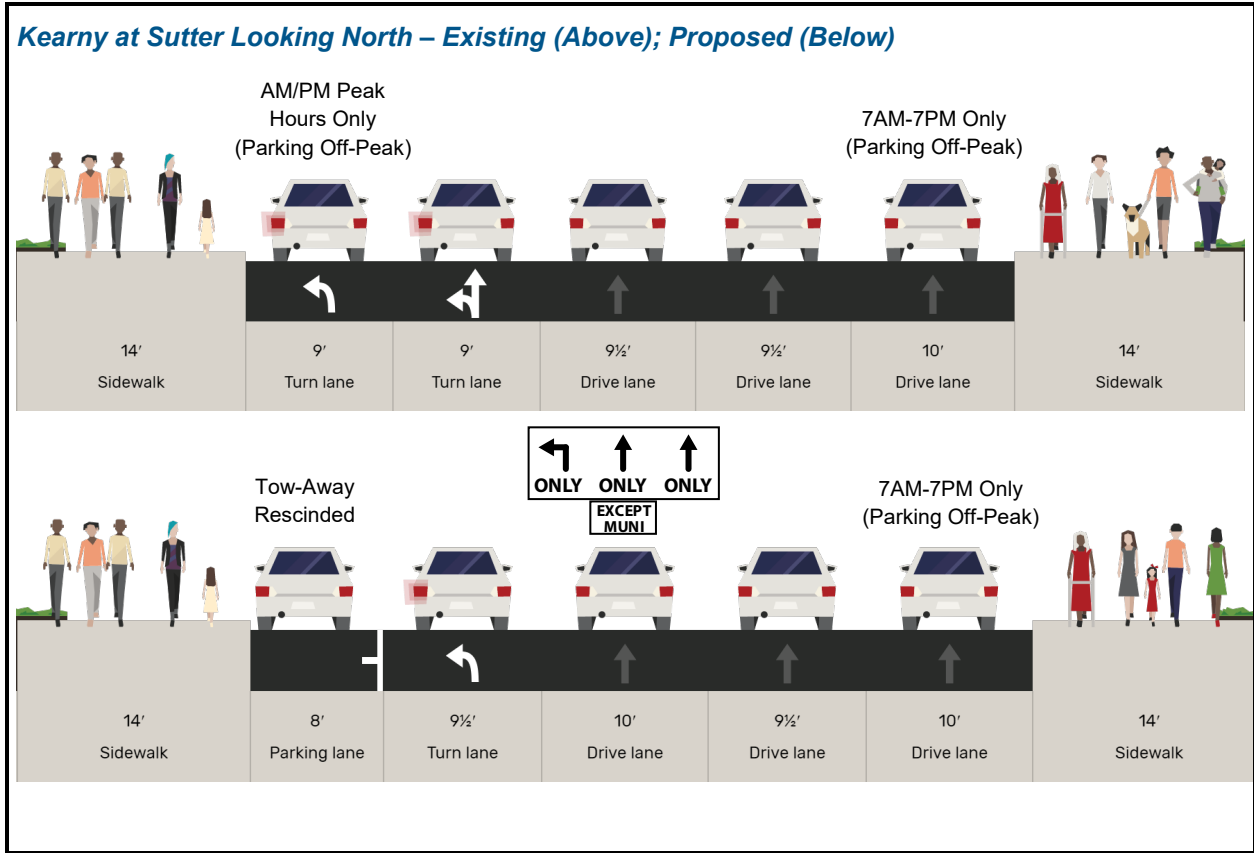 Kearny at Sutter Looking North – Existing (Above); Proposed (Below)
AM/PM Peak
Hours Only
(Parking Off-Peak)
7AM-7PM Only
(Parking Off-Peak)
14′
Sidewalk
9′
Turn lane
9′
Turn lane
9½′
Drive lane
9½′
Drive lane
10′
Drive lane
14′
Sidewalk
Tow-Away
Rescinded
ONLY ONLY ONLY
EXCEPT
MUNI
7AM-7PM Only
(Parking Off-Peak)
14′
Sidewalk
8′
Parking lane
9½′
Turn lane
10′
Drive lane
9½′
Drive lane
10′
Drive lane
14′
Sidewalk